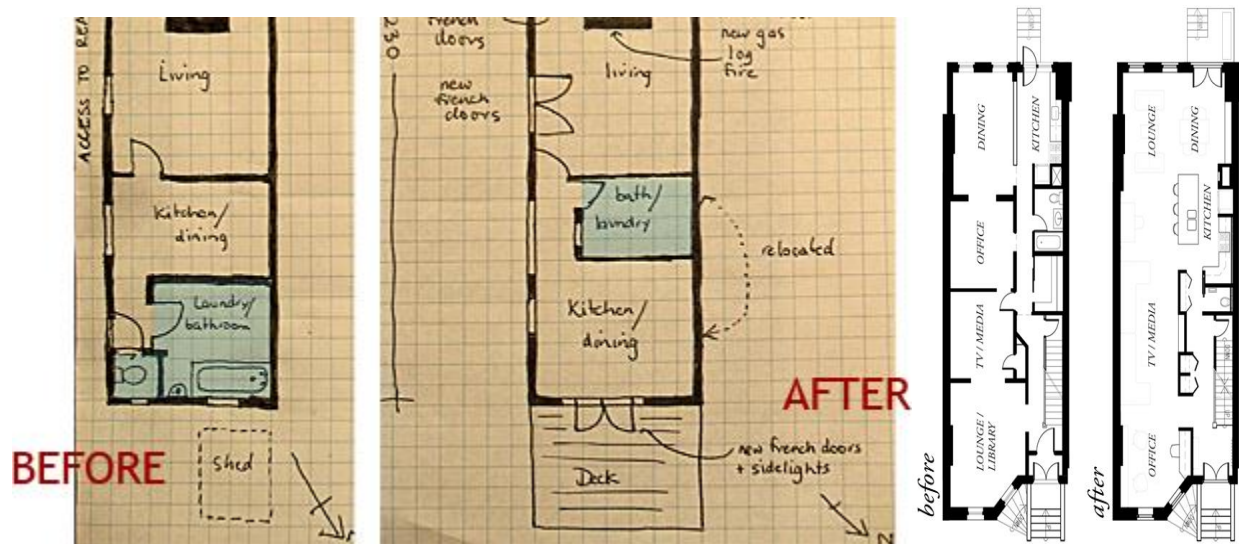 ACCESS TO
Living
Kitchen/
dining
Laundry/
bathroom
Shed
BEFORE
230
french
doors
new
french
doors
living
new gas
log
fire
bath/
laundry
relocated
Kitchen/
dining
AFTER
new french doors
+ sidelights
Deck
DINING
KITCHEN
OFFICE
TV / MEDIA
LOUNGE /
LIBRARY
before
LOUNGE
DINING
KITCHEN
TV / MEDIA
OFFICE
after